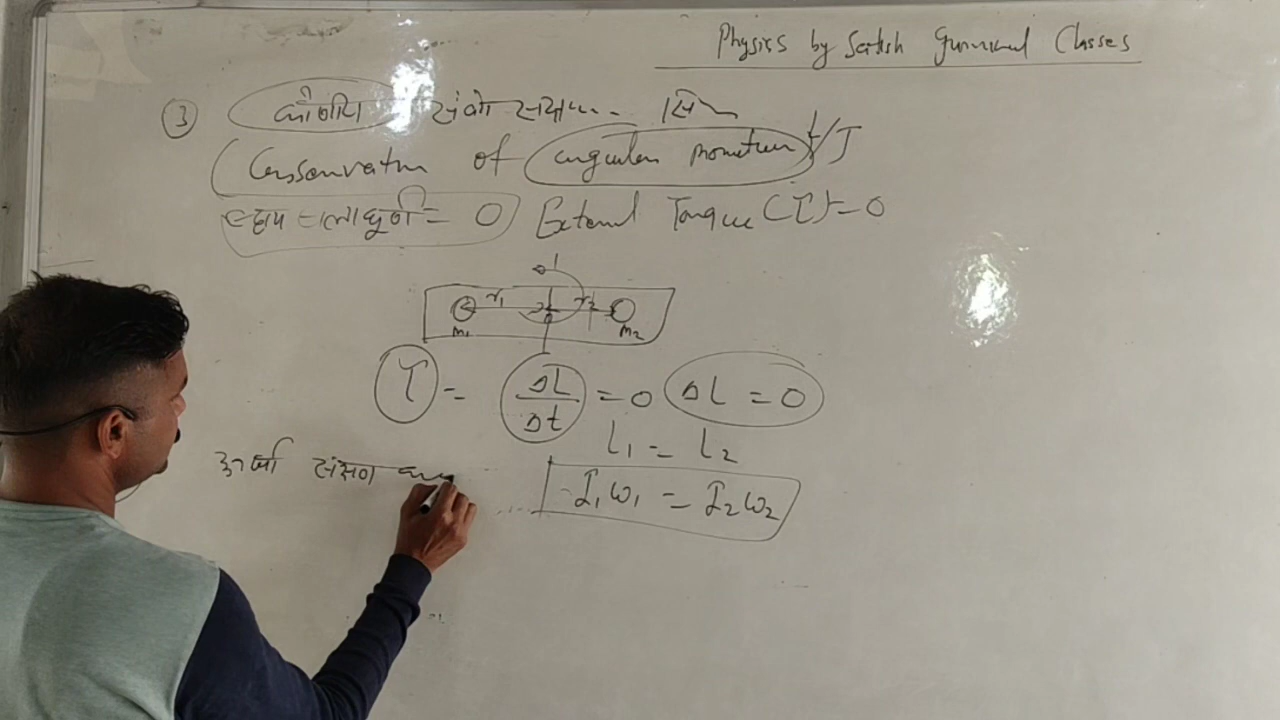 Physics by Satish Gurukul Classes
③ कोणीय संवेग संरक्षण
Conservation of angular momentum L/J
बाह्य बलाघूर्ण = 0 External Torque (τ) = 0
r₁ r₂
m₁ m₂
τ = ΔL/Δt = 0 ΔL = 0
L₁ = L₂
ऊर्जा संरक्षण
I₁ω₁ = I₂ω₂